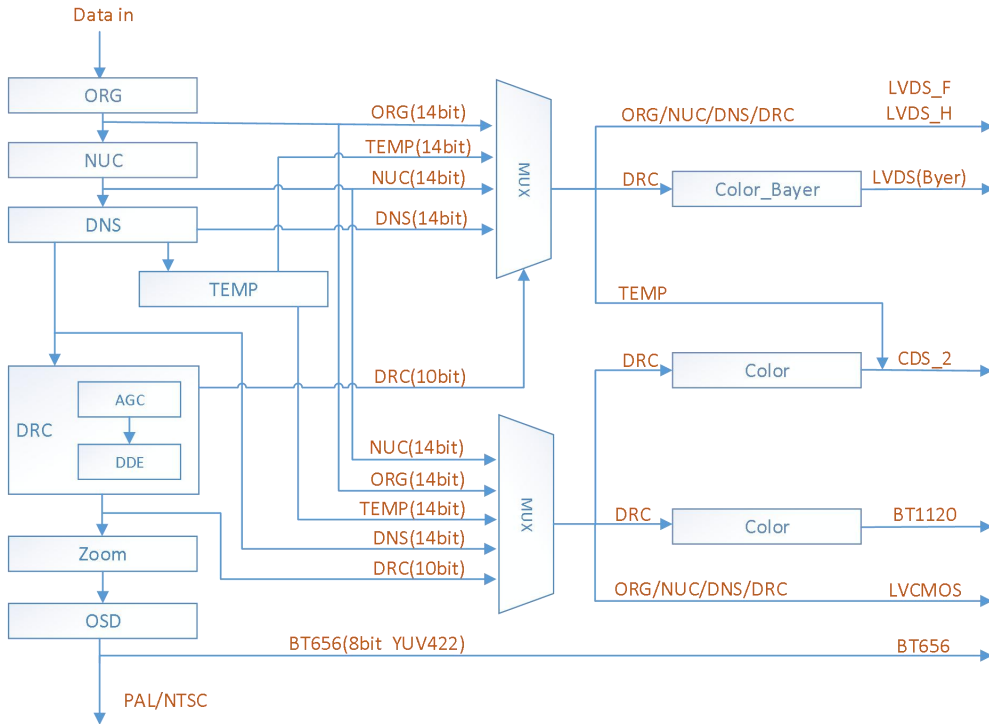 Data in
ORG
NUC
DNS
TEMP
DRC
AGC
DDE
Zoom
OSD
PAL/NTSC
ORG(14bit)
TEMP(14bit)
NUC(14bit)
DNS(14bit)
DRC(10bit)
MUX
NUC(14bit)
ORG(14bit)
TEMP(14bit)
DNS(14bit)
DRC(10bit)
MUX
BT656(8bit YUV422)
ORG/NUC/DNS/DRC
LVDS_F
LVDS_H
DRC
Color_Bayer
LVDS(Byer)
TEMP
DRC
Color
CDS_2
DRC
Color
BT1120
ORG/NUC/DNS/DRC
LVCMOS
BT656